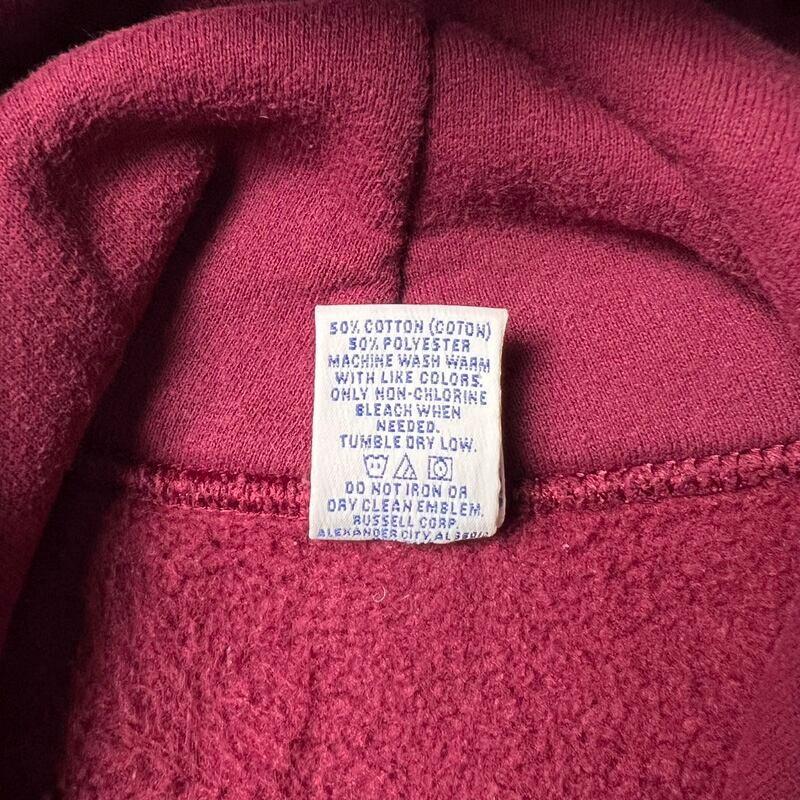 50% COTTON (COTON)
50% POLYESTER
MACHINE WASH WARM
WITH LIKE COLORS.
ONLY NON-CHLORINE
BLEACH WHEN
NEEDED.
TUMBLE DRY LOW.
DO NOT IRON OR
DRY CLEAN EMBLEM.
RUSSELL CORP.
ALEXANDER CITY, AL